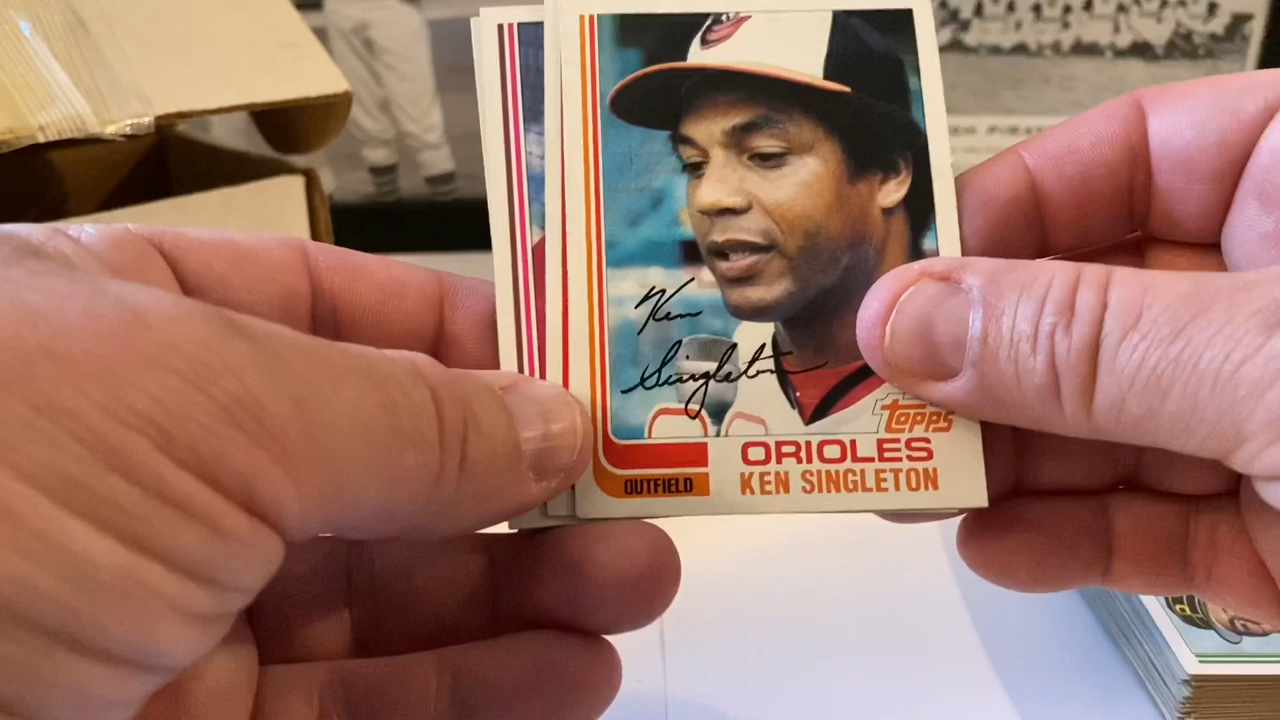 Ken
Singleton
topps
ORIOLES
OUTFIELD
KEN SINGLETON